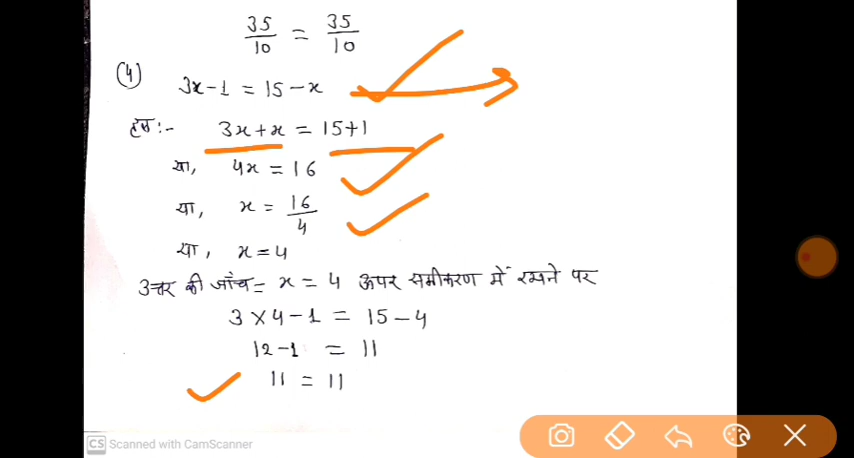 35/10 = 35/10
(4) 3x-1 = 15-x
हल:- 3x+x = 15+1
या, 4x = 16
या, x = 16/4
या, x = 4
उत्तर की जाँच = x = 4 ऊपर समीकरण में रखने पर
3 × 4 - 1 = 15 - 4
12-1 = 11
11 = 11
CS Scanned with CamScanner